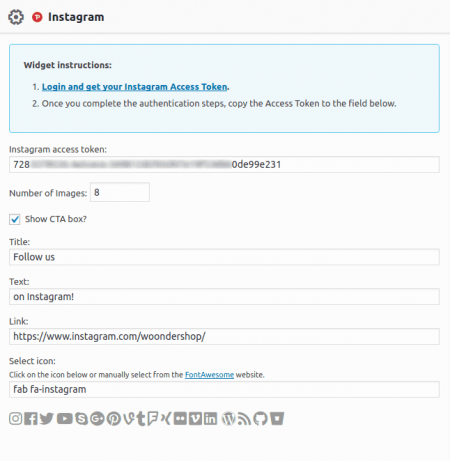 Instagram
Widget instructions:
1. Login and get your Instagram Access Token.
2. Once you complete the authentication steps, copy the Access Token to the field below.
Instagram access token:
728 0de99e231
Number of Images: 8
Show CTA box?
Title:
Follow us
Text:
on Instagram!
Link:
https://www.instagram.com/woondershop/
Select icon:
Click on the icon below or manually select from the FontAwesome website.
fab fa-instagram